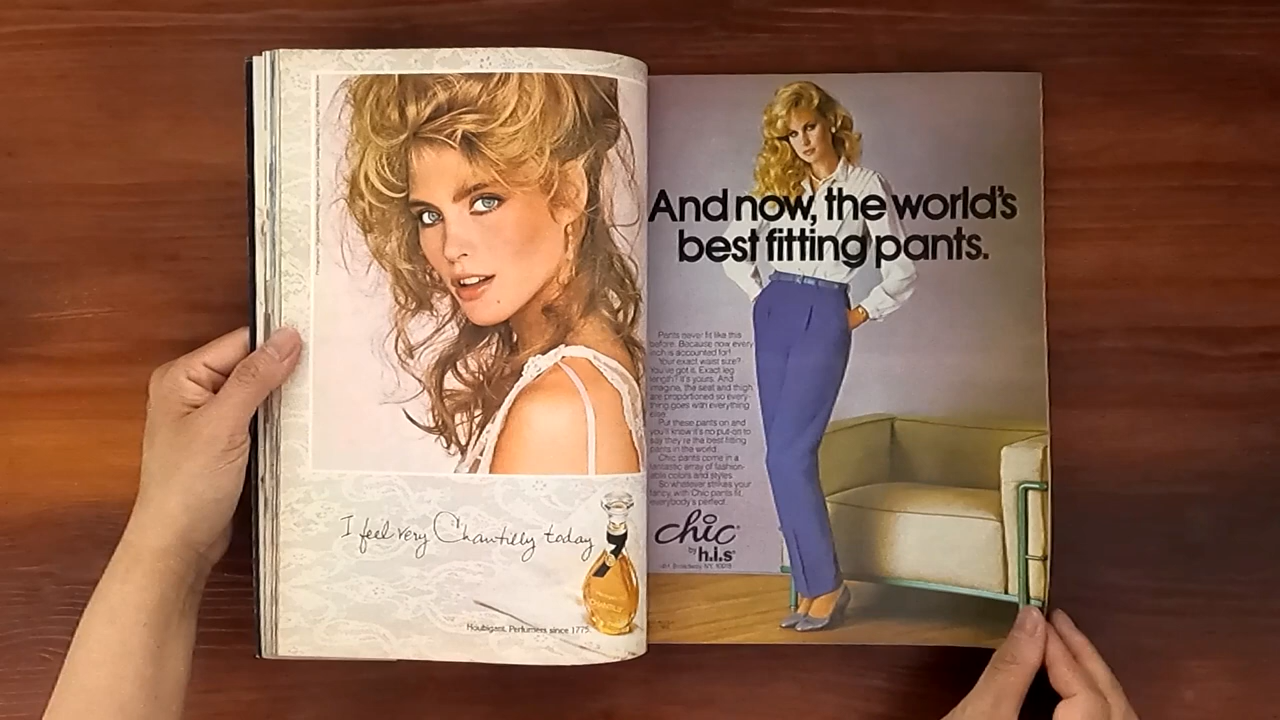 I feel very Chantilly today
CHANTILLY
Houbigant. Perfumers since 1775.
And now, the world's
best fitting pants.
Pants never fit like this
before. Because now every
inch is accounted for!
Your exact waist size?
You've got it. Exact leg
length? It's yours. And
imagine, the seat and thigh
are proportioned so every-
thing goes with everything
else.
Put these pants on and
you'll know it's no put-on to
say they're the best fitting
pants in the world.
Chic pants come in a
fantastic array of fashion-
able colors and styles.
So whatever strikes your
fancy, with Chic pants fit,
everybody's perfect.
chic®
by h.i.s®
Broadway, NY, 10018